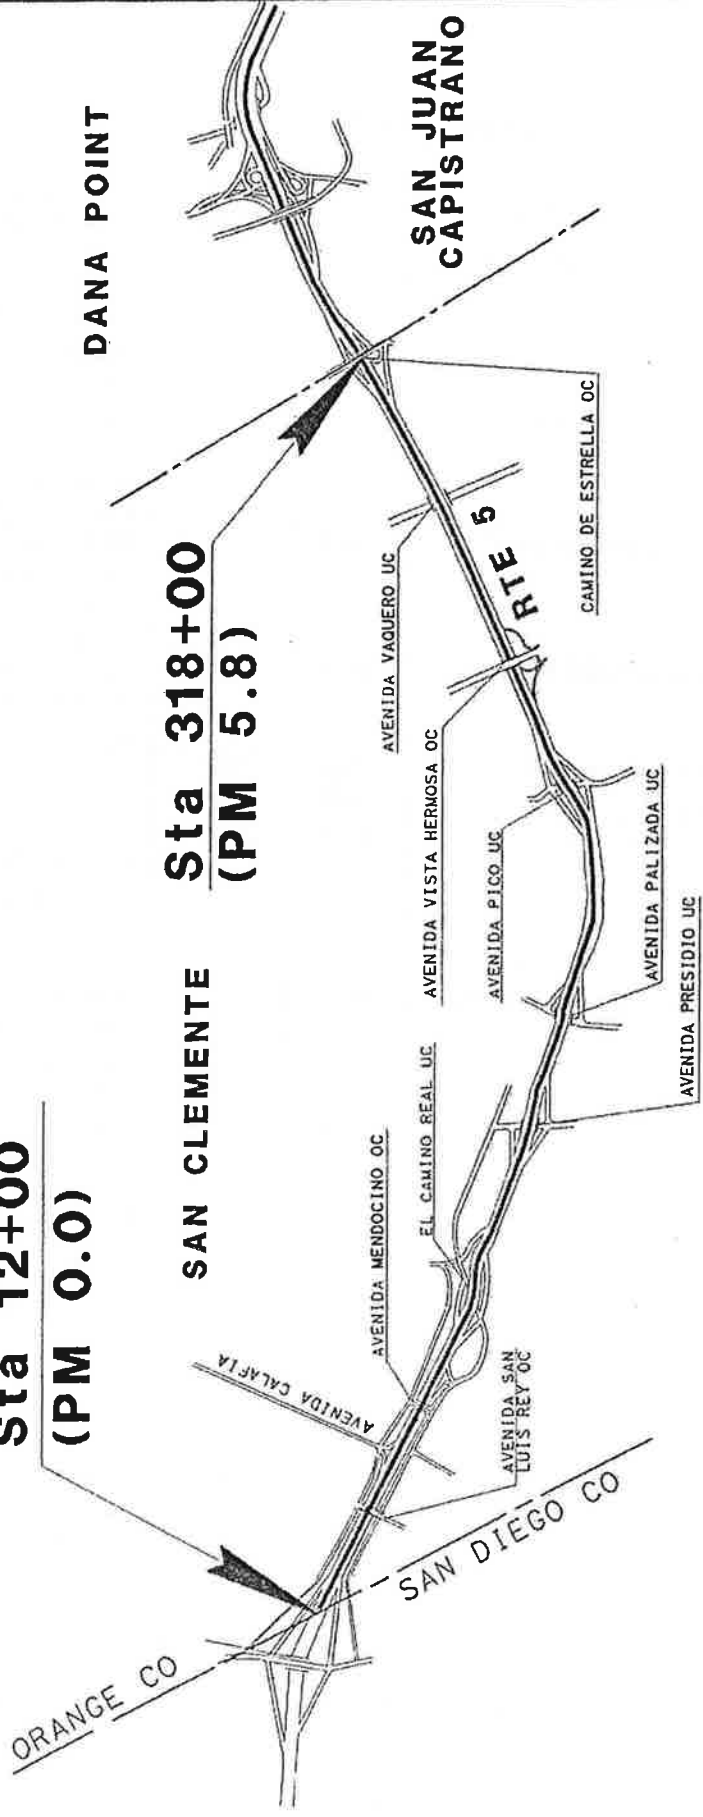 DANA POINT
SAN JUAN
CAPISTRANO
Sta 318+00
(PM 5.8)
CAMINO DE ESTRELLA OC
AVENIDA VAQUERO UC
RTE 5
AVENIDA VISTA HERMOSA OC
AVENIDA PICO UC
AVENIDA PALIZADA UC
AVENIDA PRESIDIO UC
SAN CLEMENTE
Sta 12+00
(PM 0.0)
EL CAMINO REAL UC
AVENIDA MENDOCINO OC
AVENIDA CALAFIA
AVENIDA SAN
LUIS REY OC
ORANGE CO
SAN DIEGO CO